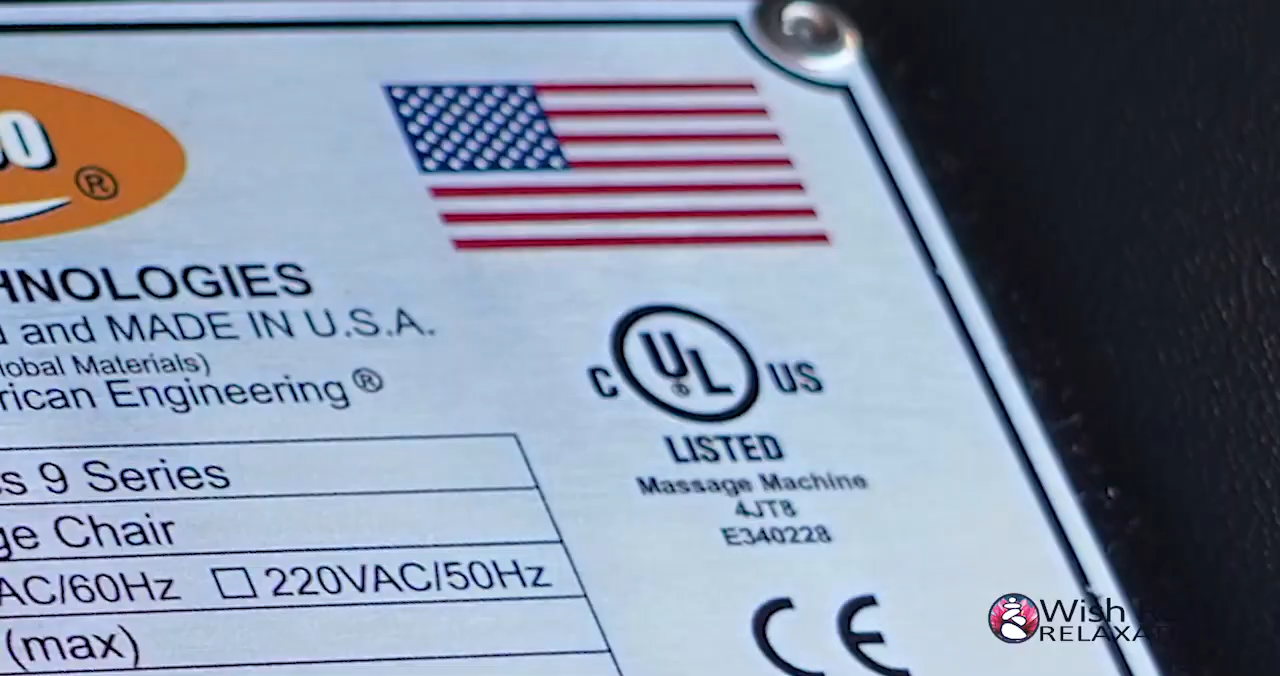 ®
HNOLOGIES
and MADE IN U.S.A.
lobal Materials)
rican Engineering®
s 9 Series
ge Chair
AC/60Hz ☐ 220VAC/50Hz
(max)
C UL® US
LISTED
Massage Machine
4JT8
E340228
CE
Wish
RELAXAT